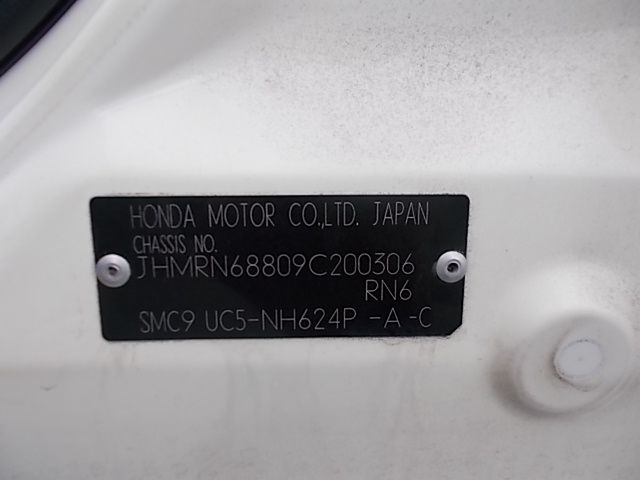 HONDA MOTOR CO.,LTD. JAPAN
CHASSIS NO.
JHMRN68809C200306
RN6
SMC9 UC5-NH624P -A -C